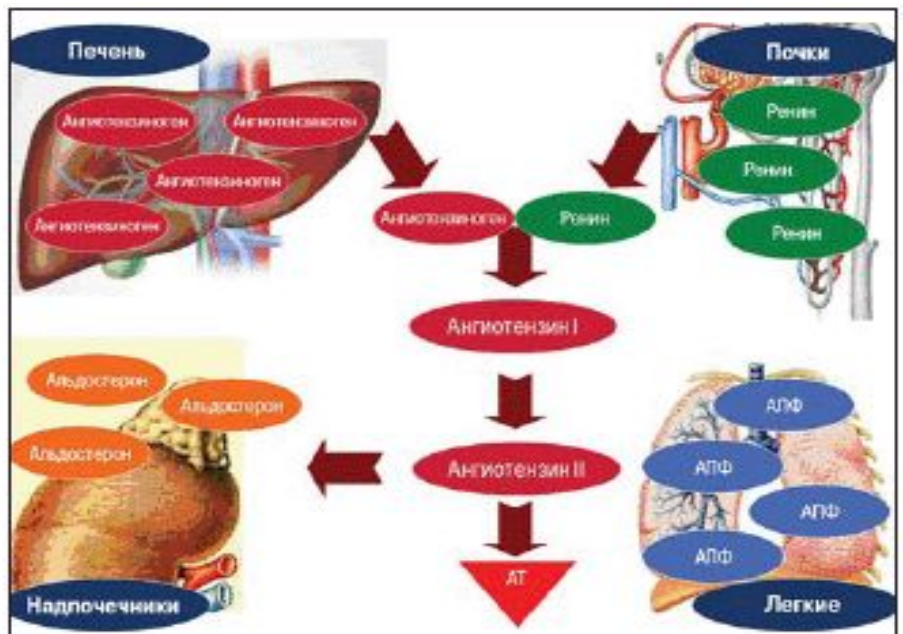 Печень
Почки
Ангиотензиноген
Ангиотензиноген
Ангиотензиноген
Ангиотензиноген
Ренин
Ренин
Ренин
Ангиотензиноген
Ренин
Ангиотензин I
Альдостерон
Альдостерон
Альдостерон
Ангиотензин II
АПФ
АПФ
АПФ
АПФ
АТ
Надпочечники
Легкие